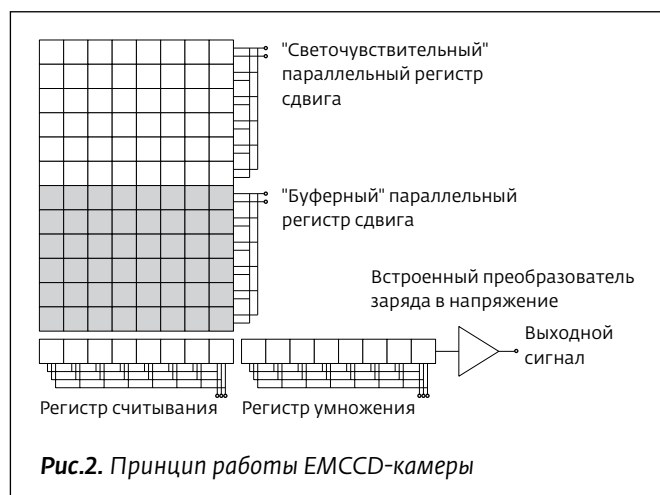 "Светочувствительный"
параллельный регистр
сдвига
"Буферный" параллельный
регистр сдвига
Встроенный преобразователь
заряда в напряжение
Выходной
сигнал
Регистр считывания
Регистр умножения
Рис.2. Принцип работы EMCCD-камеры